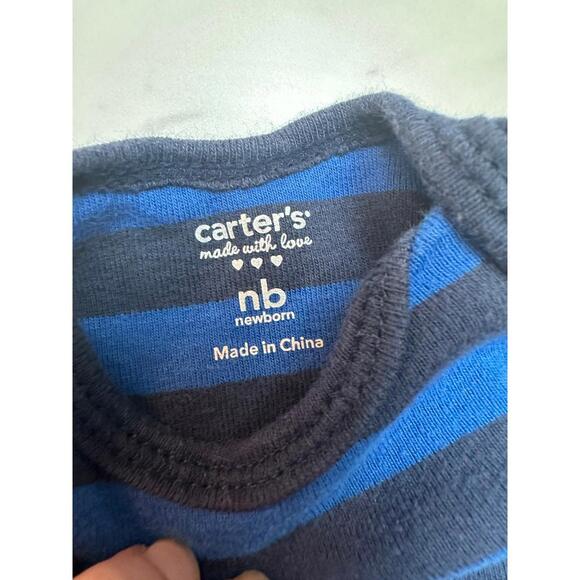 carter's
made with love
nb
newborn
Made in China